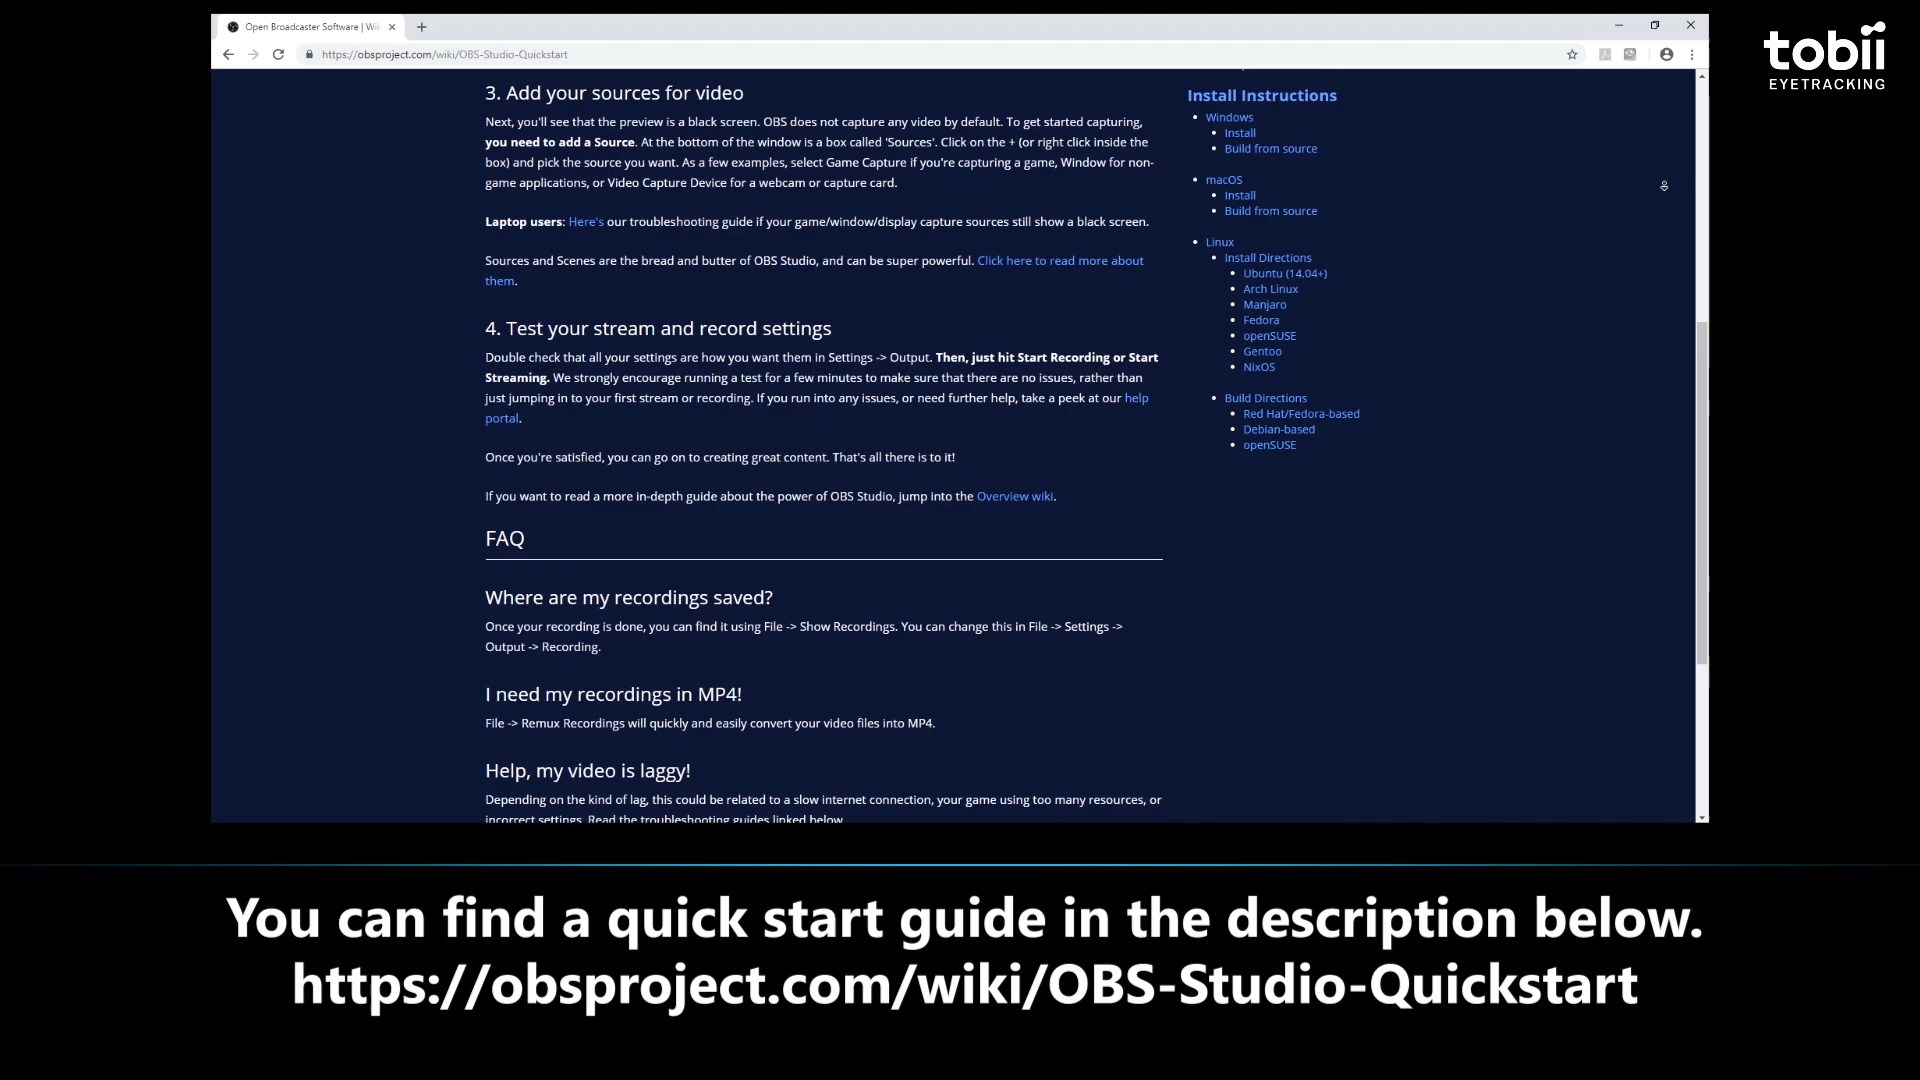 Open Broadcaster Software | Wi
https://obsproject.com/wiki/OBS-Studio-Quickstart
tobii
EYETRACKING
3. Add your sources for video
Next, you'll see that the preview is a black screen. OBS does not capture any video by default. To get started capturing,
you need to add a Source. At the bottom of the window is a box called 'Sources'. Click on the + (or right click inside the
box) and pick the source you want. As a few examples, select Game Capture if you're capturing a game, Window for non-
game applications, or Video Capture Device for a webcam or capture card.
Laptop users: Here's our troubleshooting guide if your game/window/display capture sources still show a black screen.
Sources and Scenes are the bread and butter of OBS Studio, and can be super powerful. Click here to read more about
them.
4. Test your stream and record settings
Double check that all your settings are how you want them in Settings -> Output. Then, just hit Start Recording or Start
Streaming. We strongly encourage running a test for a few minutes to make sure that there are no issues, rather than
just jumping in to your first stream or recording. If you run into any issues, or need further help, take a peek at our help
portal.
Once you're satisfied, you can go on to creating great content. That's all there is to it!
If you want to read a more in-depth guide about the power of OBS Studio, jump into the Overview wiki.
FAQ
Where are my recordings saved?
Once your recording is done, you can find it using File -> Show Recordings. You can change this in File -> Settings ->
Output -> Recording.
I need my recordings in MP4!
File -> Remux Recordings will quickly and easily convert your video files into MP4.
Help, my video is laggy!
Depending on the kind of lag, this could be related to a slow internet connection, your game using too many resources, or
incorrect settings. Read the troubleshooting guides linked below.
Install Instructions
Windows
Install
Build from source
macOS
Install
Build from source
Linux
Install Directions
Ubuntu (14.04+)
Arch Linux
Manjaro
Fedora
openSUSE
Gentoo
NixOS
Build Directions
Red Hat/Fedora-based
Debian-based
openSUSE
You can find a quick start guide in the description below.
https://obsproject.com/wiki/OBS-Studio-Quickstart